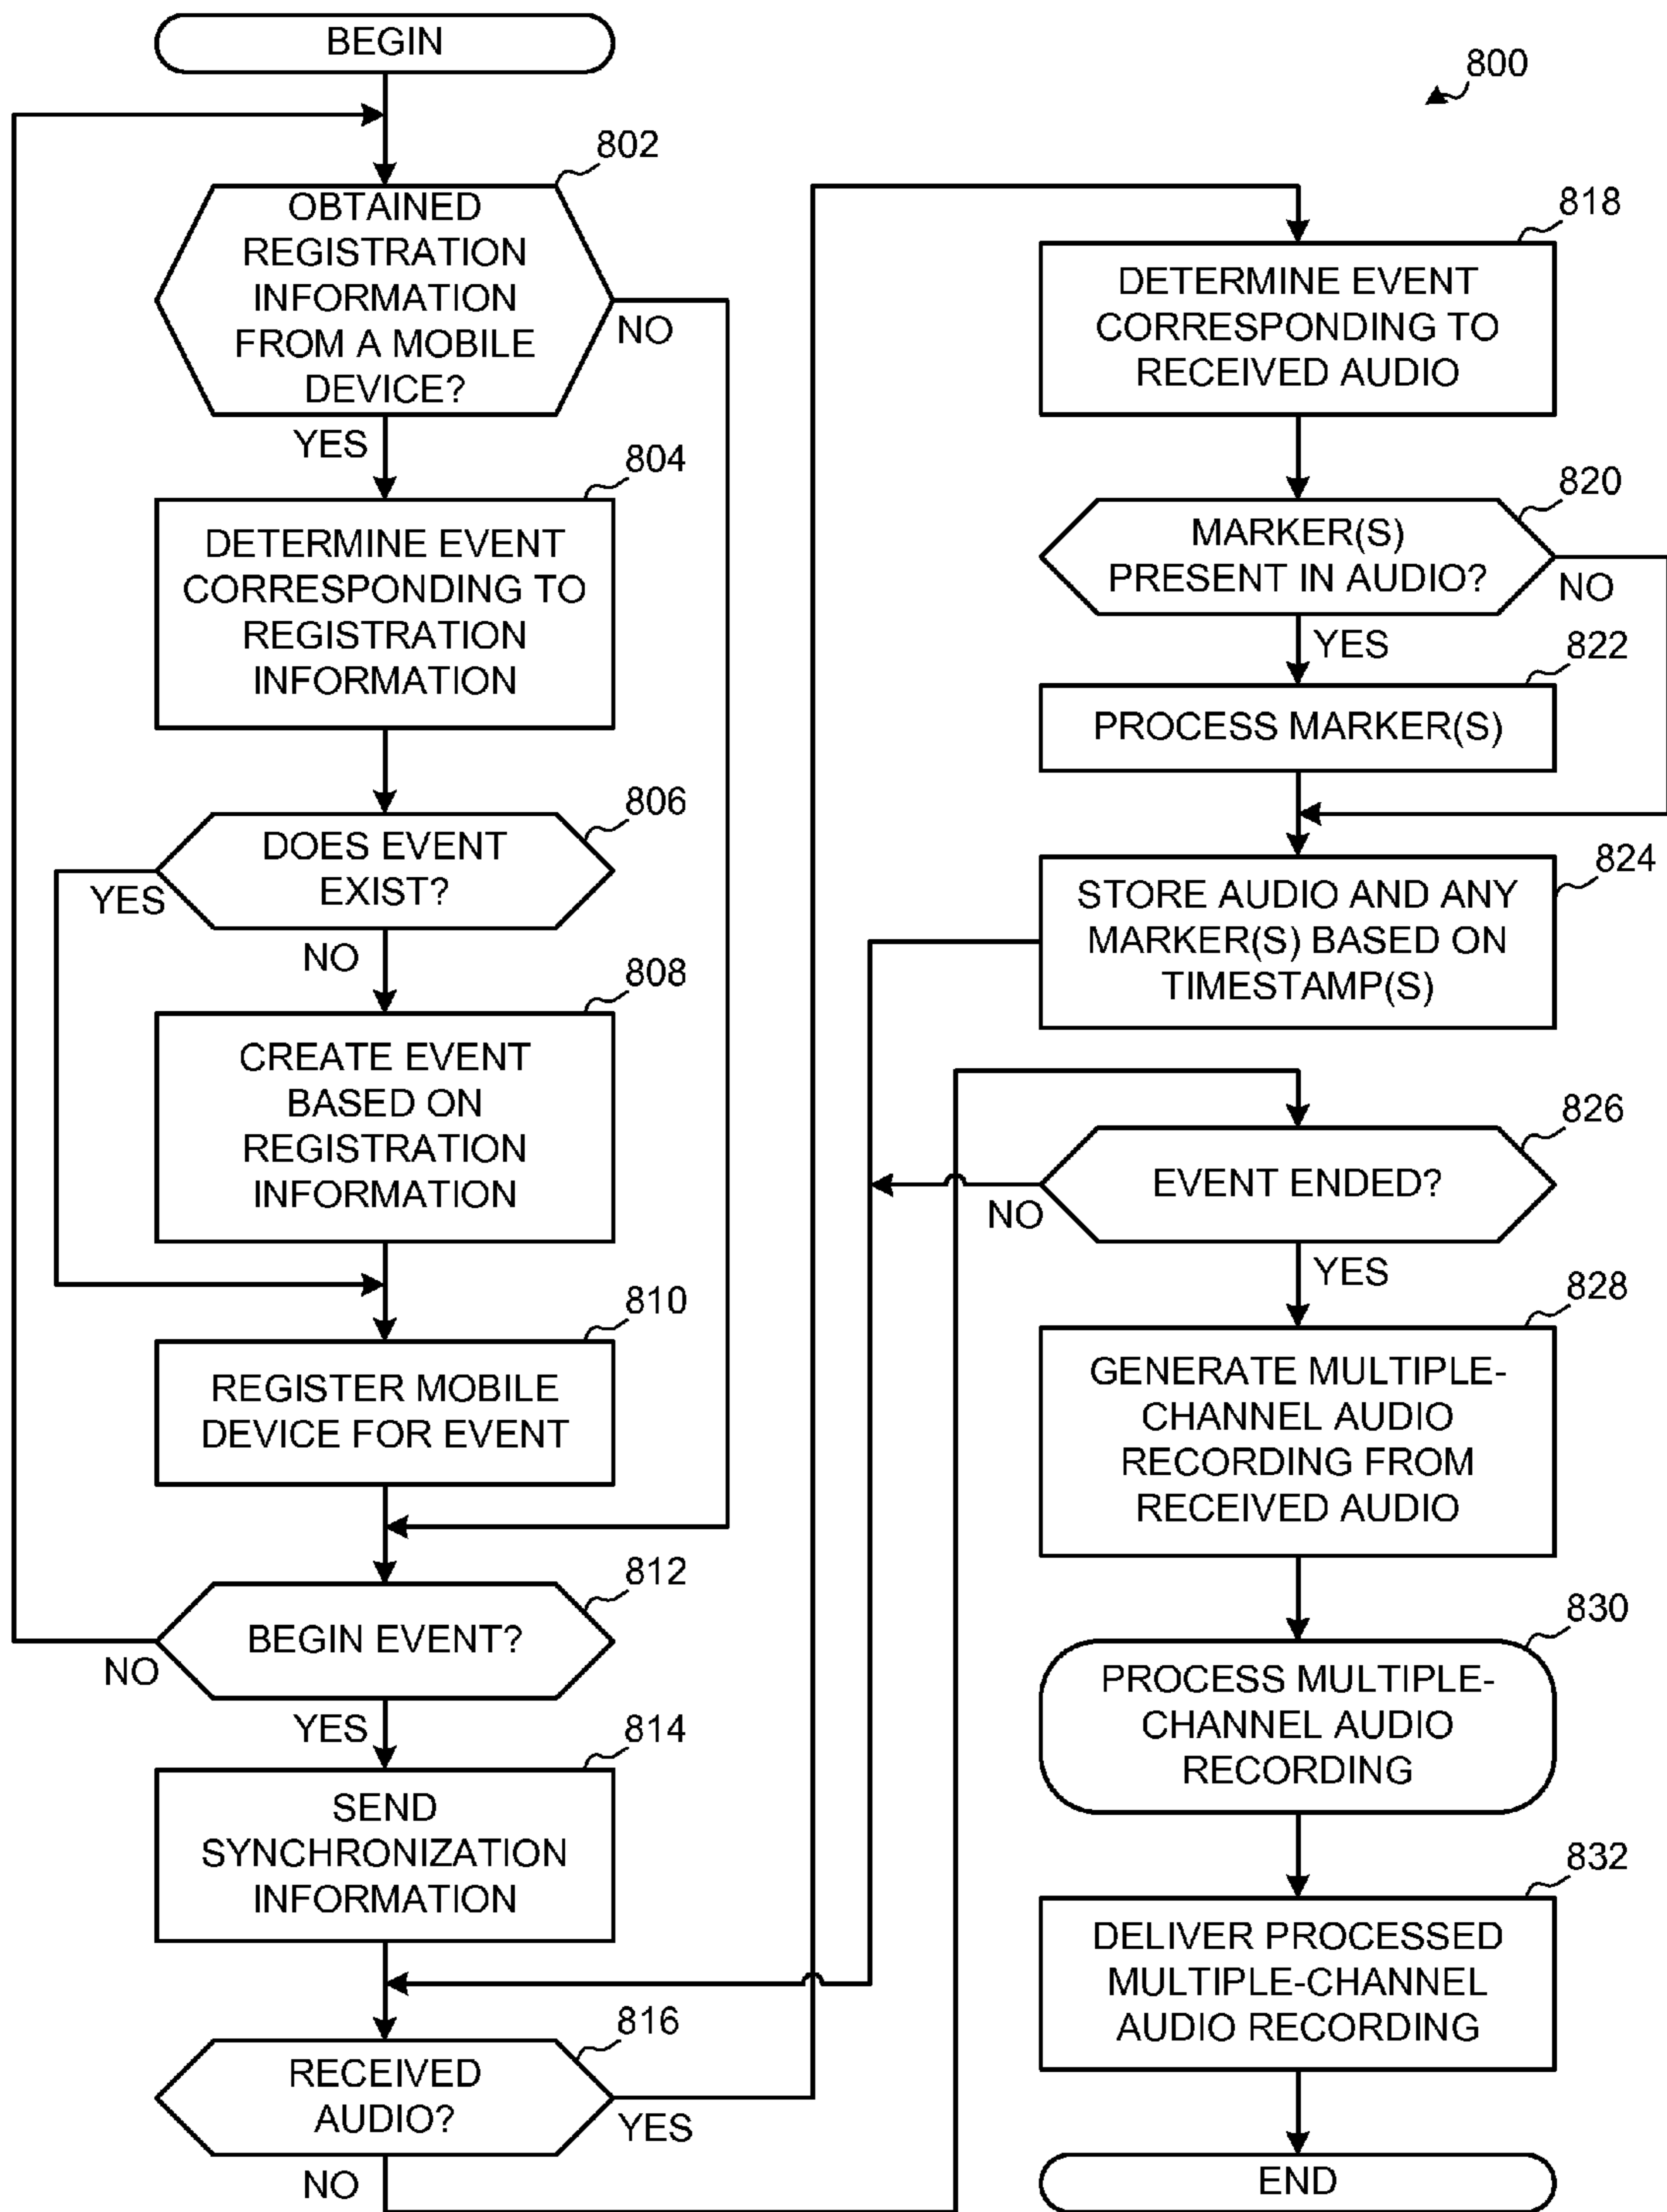 BEGIN
800
802
OBTAINED
REGISTRATION
INFORMATION
FROM A MOBILE
DEVICE?
NO
YES
804
DETERMINE EVENT
CORRESPONDING TO
REGISTRATION
INFORMATION
806
DOES EVENT
EXIST?
YES
NO
808
CREATE EVENT
BASED ON
REGISTRATION
INFORMATION
810
REGISTER MOBILE
DEVICE FOR EVENT
812
BEGIN EVENT?
NO
YES
814
SEND
SYNCHRONIZATION
INFORMATION
816
RECEIVED
AUDIO?
YES
NO
818
DETERMINE EVENT
CORRESPONDING TO
RECEIVED AUDIO
820
MARKER(S)
PRESENT IN AUDIO?
NO
YES
822
PROCESS MARKER(S)
824
STORE AUDIO AND ANY
MARKER(S) BASED ON
TIMESTAMP(S)
826
EVENT ENDED?
NO
YES
828
GENERATE MULTIPLE-
CHANNEL AUDIO
RECORDING FROM
RECEIVED AUDIO
830
PROCESS MULTIPLE-
CHANNEL AUDIO
RECORDING
832
DELIVER PROCESSED
MULTIPLE-CHANNEL
AUDIO RECORDING
END